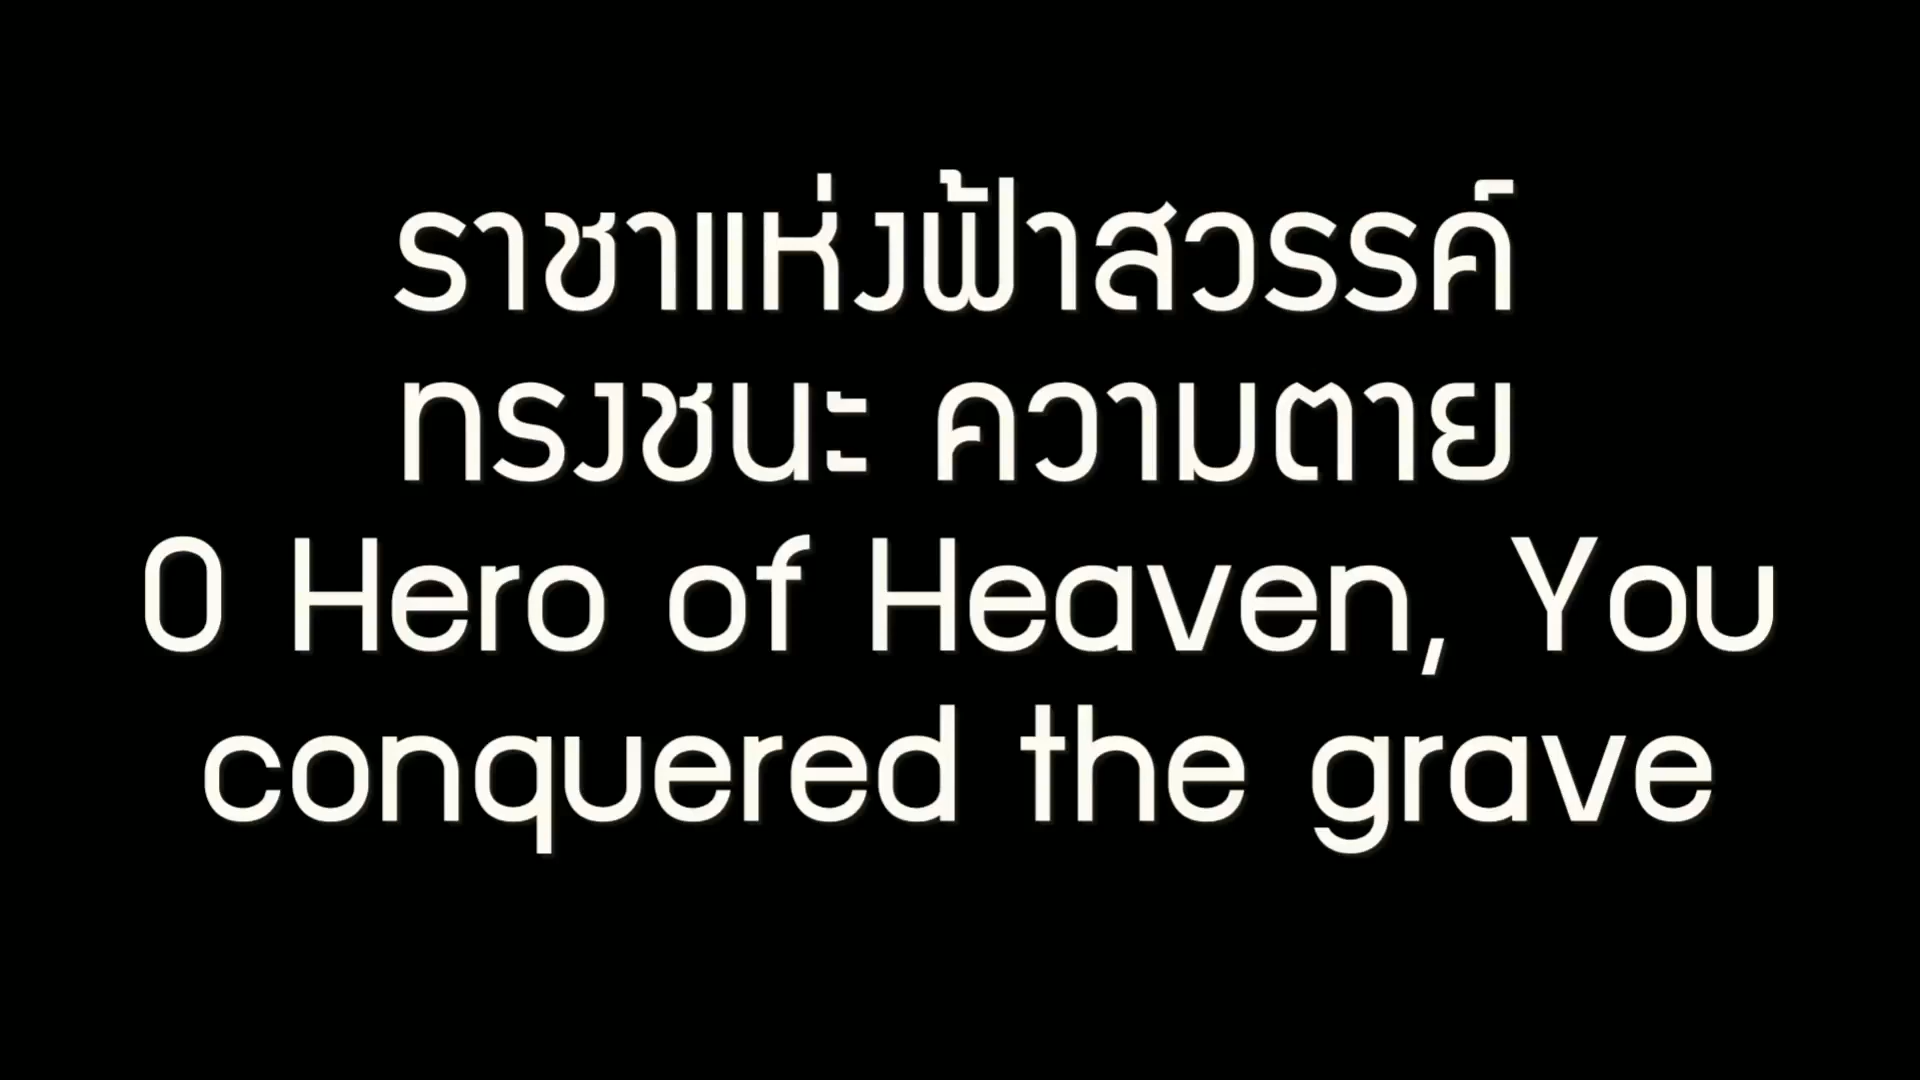 ราชาแห่งฟ้าสวรรค์
ทรงชนะ ความตาย
O Hero of Heaven, You
conquered the grave